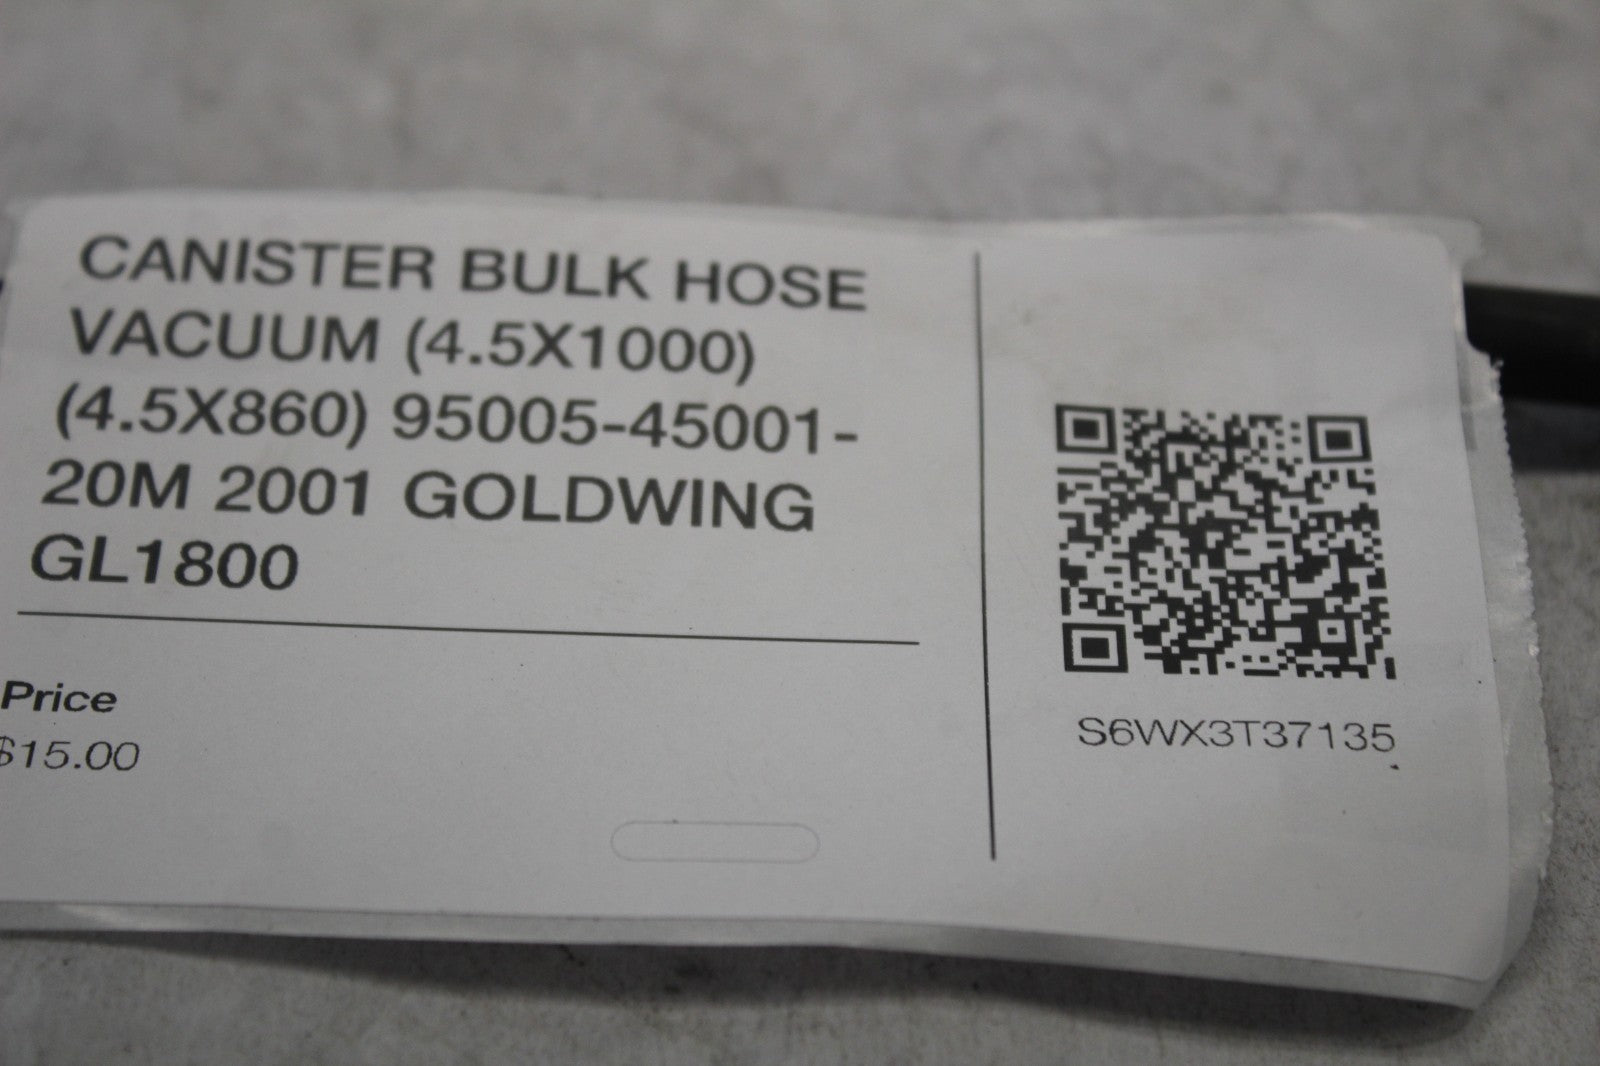 CANISTER BULK HOSE
VACUUM (4.5X1000)
(4.5X860) 95005-45001-
20M 2001 GOLDWING
GL1800
Price
$15.00
S6WX3T37135